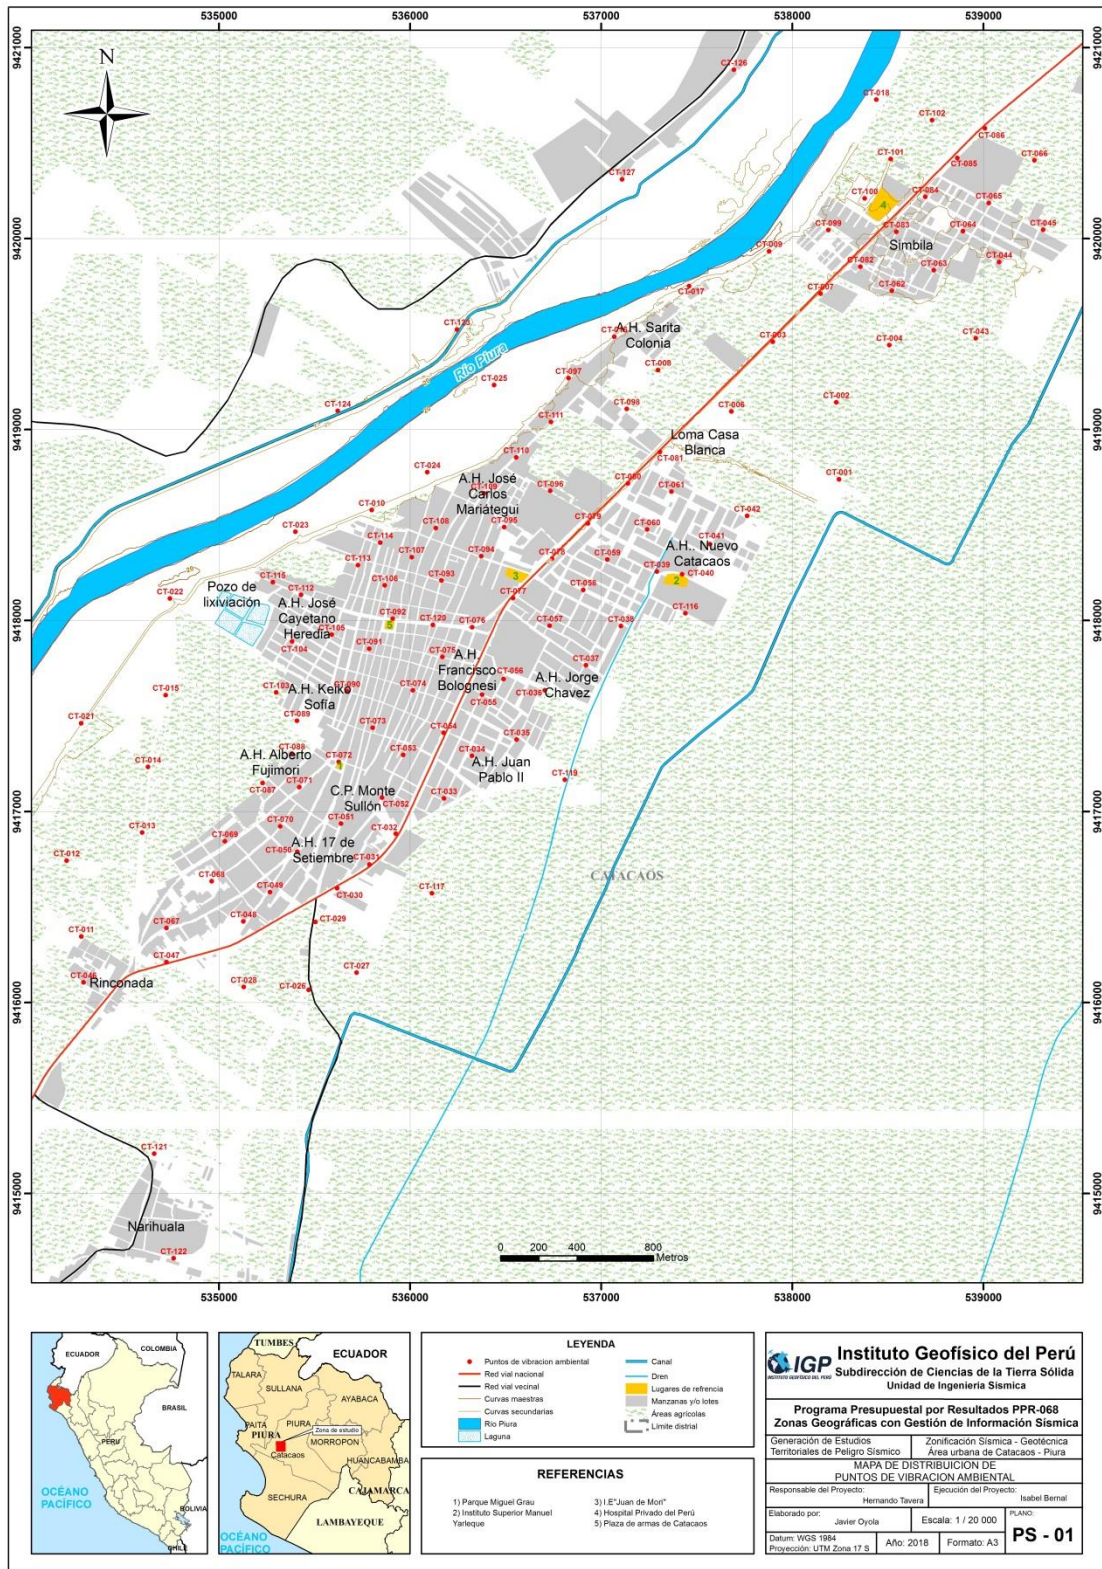 535000 536000 537000 538000 539000
9421000 9421000
N
CT-126
CT-018
CT-102
CT-086
CT-101
CT-085
CT-066
CT-127
CT-100
CT-084
CT-065
4
CT-099
CT-083
CT-064
CT-045
9420000 9420000
Simbila
CT-009
CT-082
CT-063
CT-044
CT-017
CT-007
CT-062
CT-123
A.H. Sarita
Colonia
CT-003
CT-004
CT-043
Río Piura
CT-008
CT-025
CT-097
CT-124
CT-098
CT-006
CT-002
9419000 9419000
CT-111
Loma Casa
Blanca
CT-110
CT-081
CT-024
A.H. José
Carlos
Mariátegui
CT-109
CT-096
CT-080
CT-061
CT-001
CT-010
CT-042
CT-023
CT-108
CT-095
CT-079
CT-060
CT-114
CT-041
A.H.. Nuevo
Catacaos
CT-113
CT-107
CT-094
CT-078
CT-059
CT-039
CT-040
CT-115
CT-106
CT-093
3
CT-058
2
Pozo de
lixiviación
CT-022
CT-112
CT-077
CT-116
A.H. José
Cayetano
Heredia
CT-092
5
CT-120
CT-076
CT-057
CT-038
9418000 9418000
CT-105
CT-104
CT-091
CT-075
A.H.
Francisco
Bolognesi
CT-037
CT-056
A.H. Jorge
Chavez
CT-015
CT-103
A.H. Keiko
Sofía
CT-090
CT-074
CT-055
CT-036
CT-021
CT-089
CT-073
CT-054
CT-035
CT-014
CT-088
A.H. Alberto
Fujimori
CT-072
CT-053
CT-034
A.H. Juan
Pablo II
CT-087
CT-071
C.P. Monte
Sullón
CT-052
CT-033
CT-119
9417000 9417000
CT-013
CT-070
CT-051
CT-032
CT-069
CT-012
CT-050
A.H. 17 de
Setiembre
CT-031
CT-068
CT-049
CT-030
CT-117
CATACAOS
CT-011
CT-067
CT-048
CT-029
CT-047
CT-046
Rinconada
CT-028
CT-026
CT-027
9416000 9416000
CT-121
9415000 9415000
Narihuala
CT-122
0 200 400 800
Metros
535000 536000 537000 538000 539000
ECUADOR
COLOMBIA
BRASIL
PERU
OCÉANO
PACÍFICO
BOLIVIA
CHILE
TUMBES
ECUADOR
TALARA
SULLANA
AYABACA
PAITA
PIURA
PIURA
Zona de estudio
MORROPON
Catacaos
HUANCABAMBA
SECHURA
CAJAMARCA
LAMBAYEQUE
OCÉANO
PACÍFICO
LEYENDA
Puntos de vibracion ambiental
Red vial nacional
Red vial vecinal
Curvas maestras
Curvas secundarias
Río Piura
Laguna
Canal
Dren
Lugares de refrencia
Manzanas y/o lotes
Áreas agrícolas
Límite distrial
REFERENCIAS
1) Parque Miguel Grau
2) Instituto Superior Manuel
Yarleque
3) I.E"Juan de Mori"
4) Hospital Privado del Perú
5) Plaza de armas de Catacaos
IGP
INSTITUTO GEOFÍSICO DEL PERÚ
Instituto Geofísico del Perú
Subdirección de Ciencias de la Tierra Sólida
Unidad de Ingeniería Sísmica
Programa Presupuestal por Resultados PPR-068
Zonas Geográficas con Gestión de Información Sísmica
Generación de Estudios
Territoriales de Peligro Sísmico
Zonificación Sísmica - Geotécnica
Área urbana de Catacaos - Piura
MAPA DE DISTRIBUICION DE
PUNTOS DE VIBRACION AMBIENTAL
Responsable del Proyecto:
Hernando Tavera
Ejecución del Proyecto:
Isabel Bernal
Elaborado por:
Javier Oyola
Escala: 1 / 20 000
PLANO:
PS - 01
Datum: WGS 1984
Proyección: UTM Zona 17 S
Año: 2018
Formato: A3